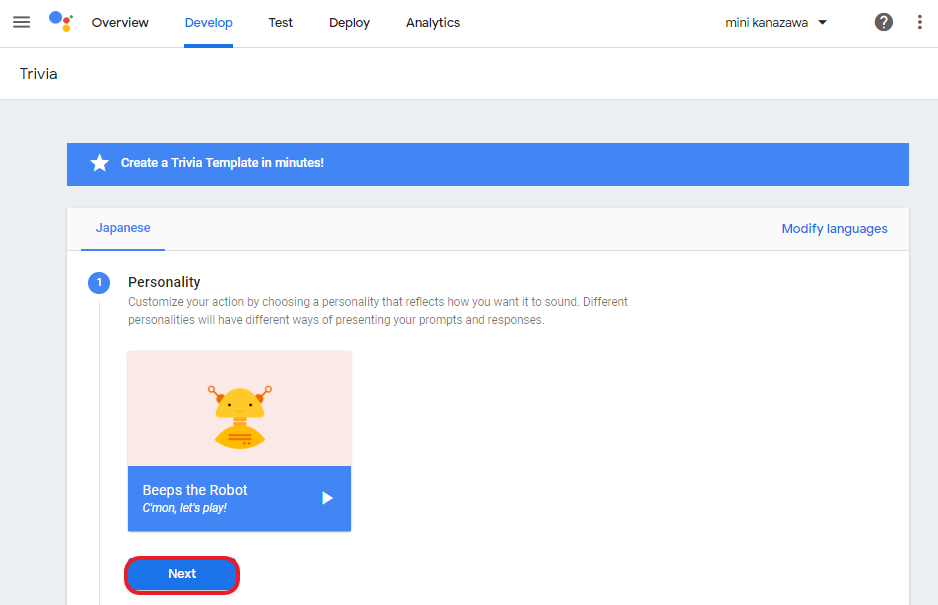 Overview Develop Test Deploy Analytics mini kanazawa
Trivia
Create a Trivia Template in minutes!
Japanese Modify languages
1 Personality
Customize your action by choosing a personality that reflects how you want it to sound. Different
personalities will have different ways of presenting your prompts and responses.
Beeps the Robot
C'mon, let's play!
Next